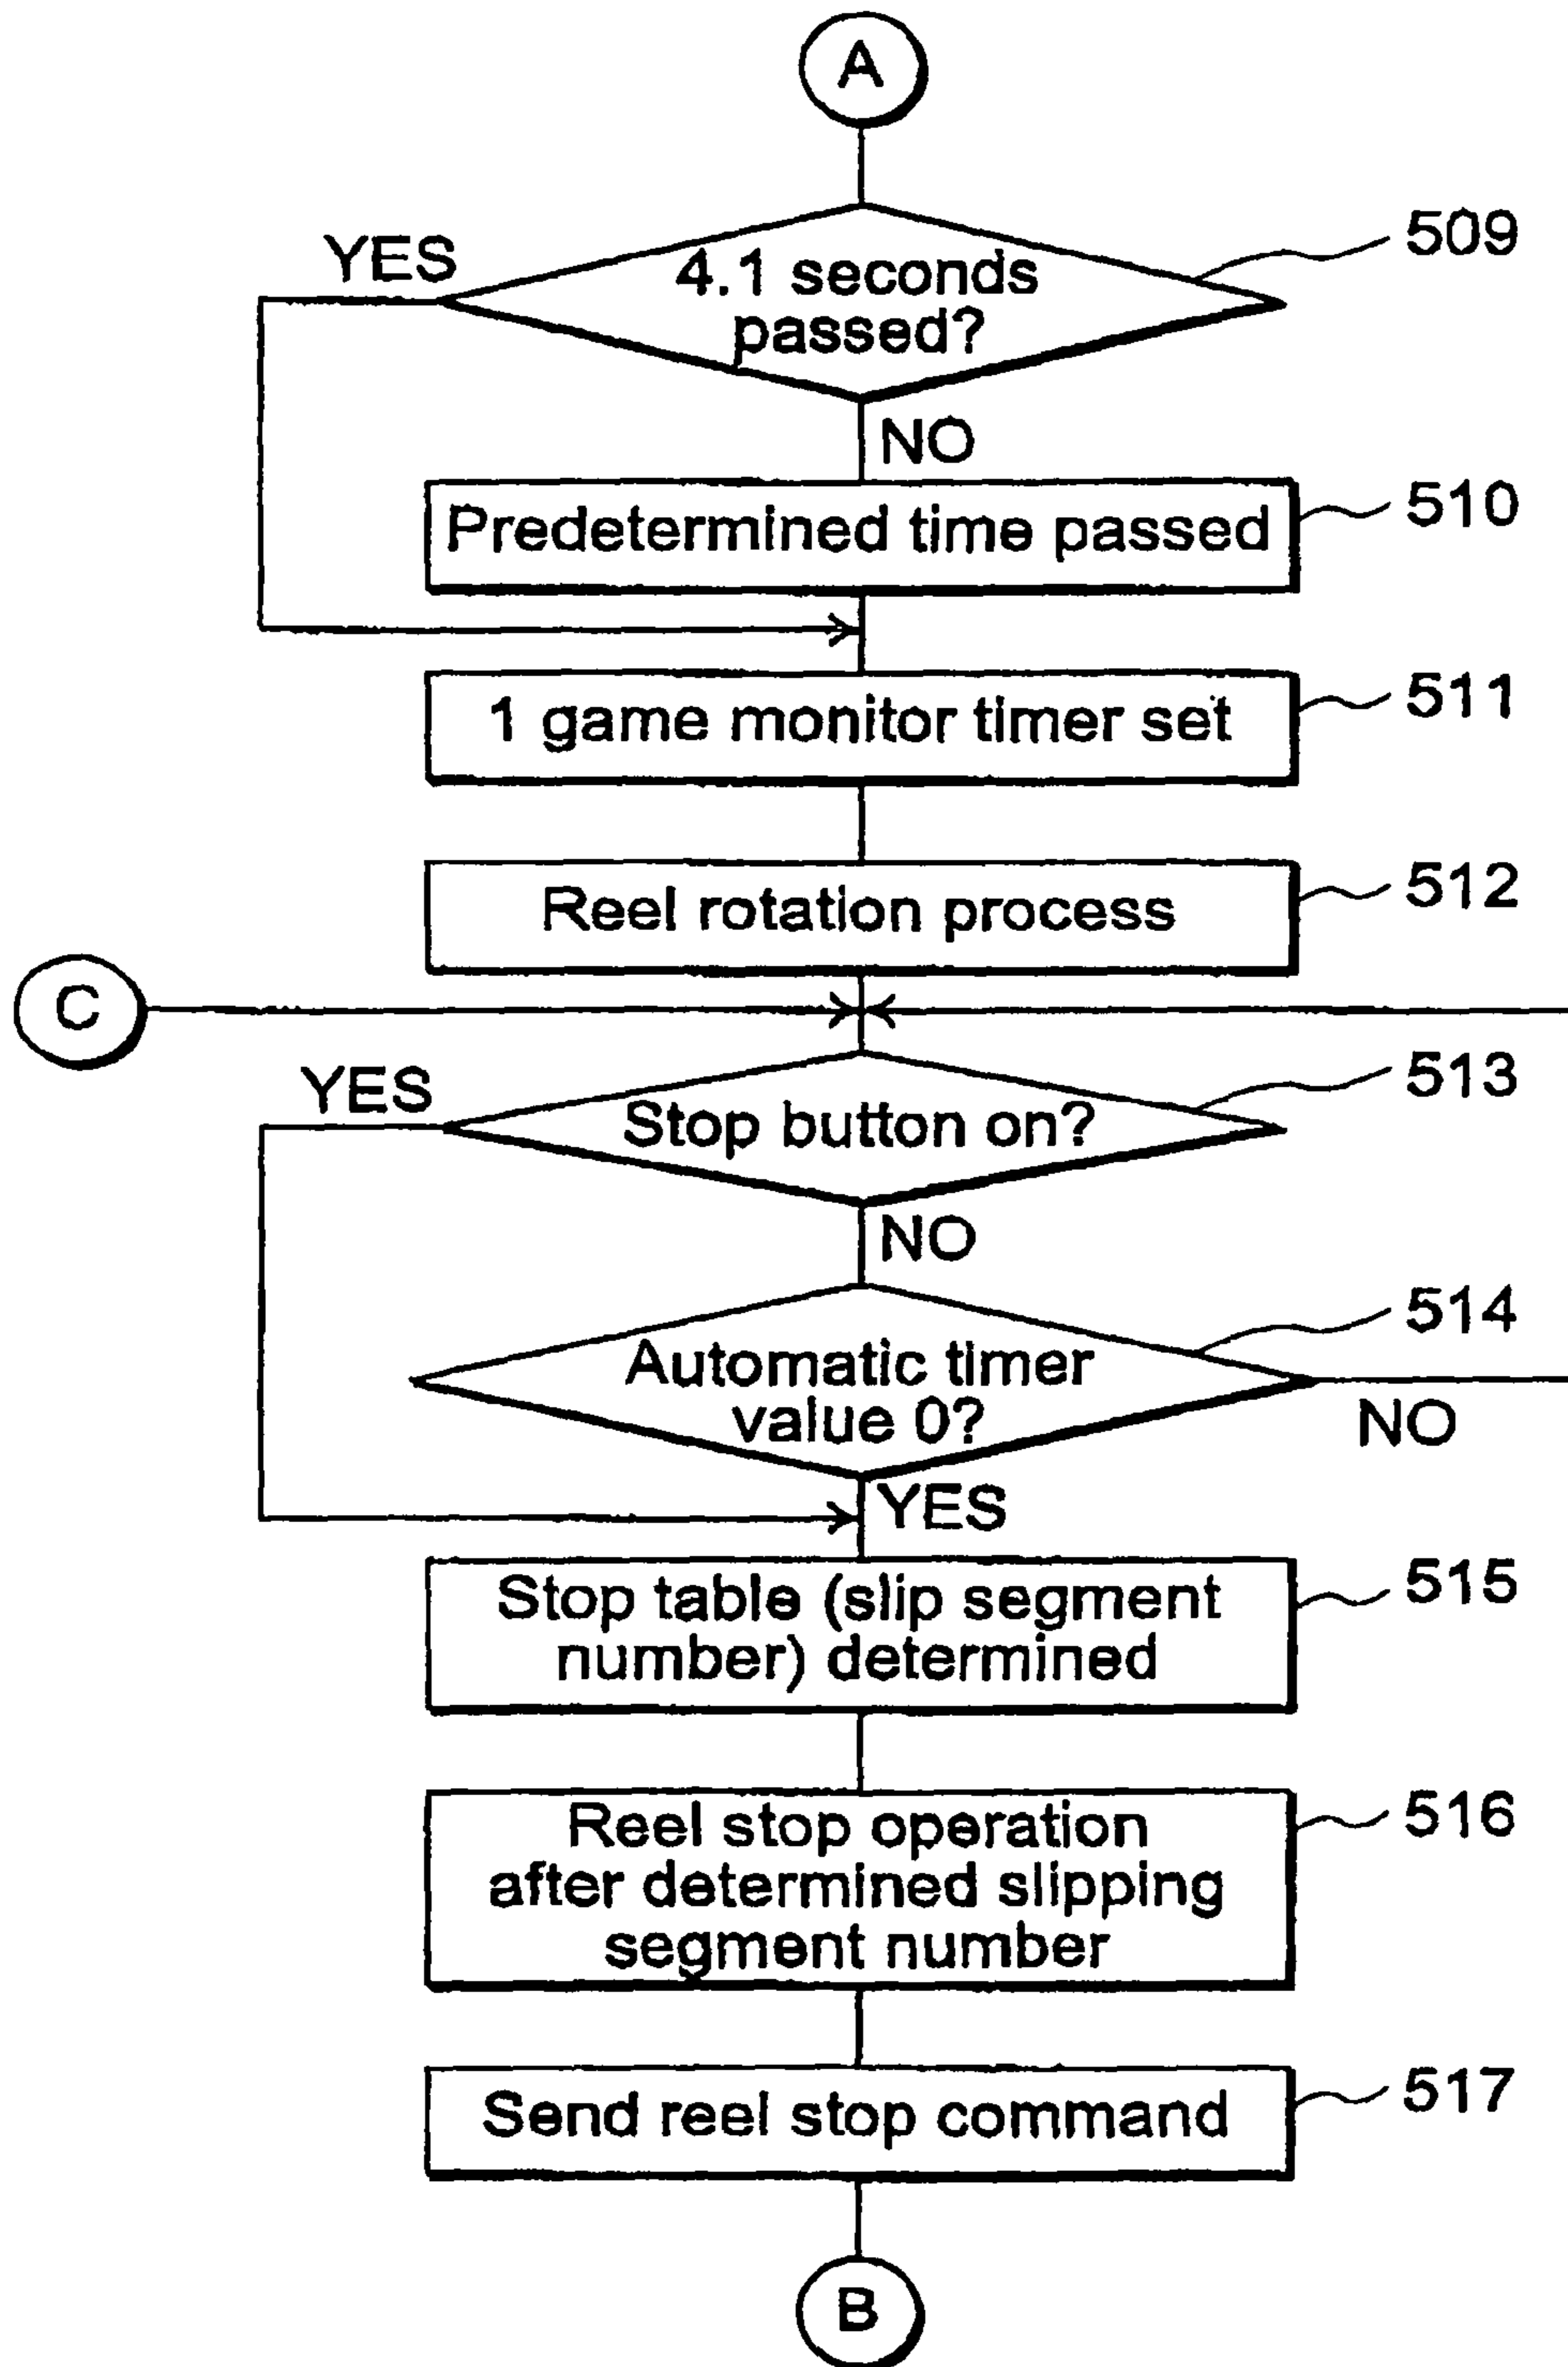 A
YES
4.1 seconds
passed?
509
NO
Predetermined time passed
510
1 game monitor timer set
511
Reel rotation process
512
C
YES
Stop button on?
513
NO
Automatic timer
value 0?
514
NO
YES
Stop table (slip segment
number) determined
515
Reel stop operation
after determined slipping
segment number
516
Send reel stop command
517
B